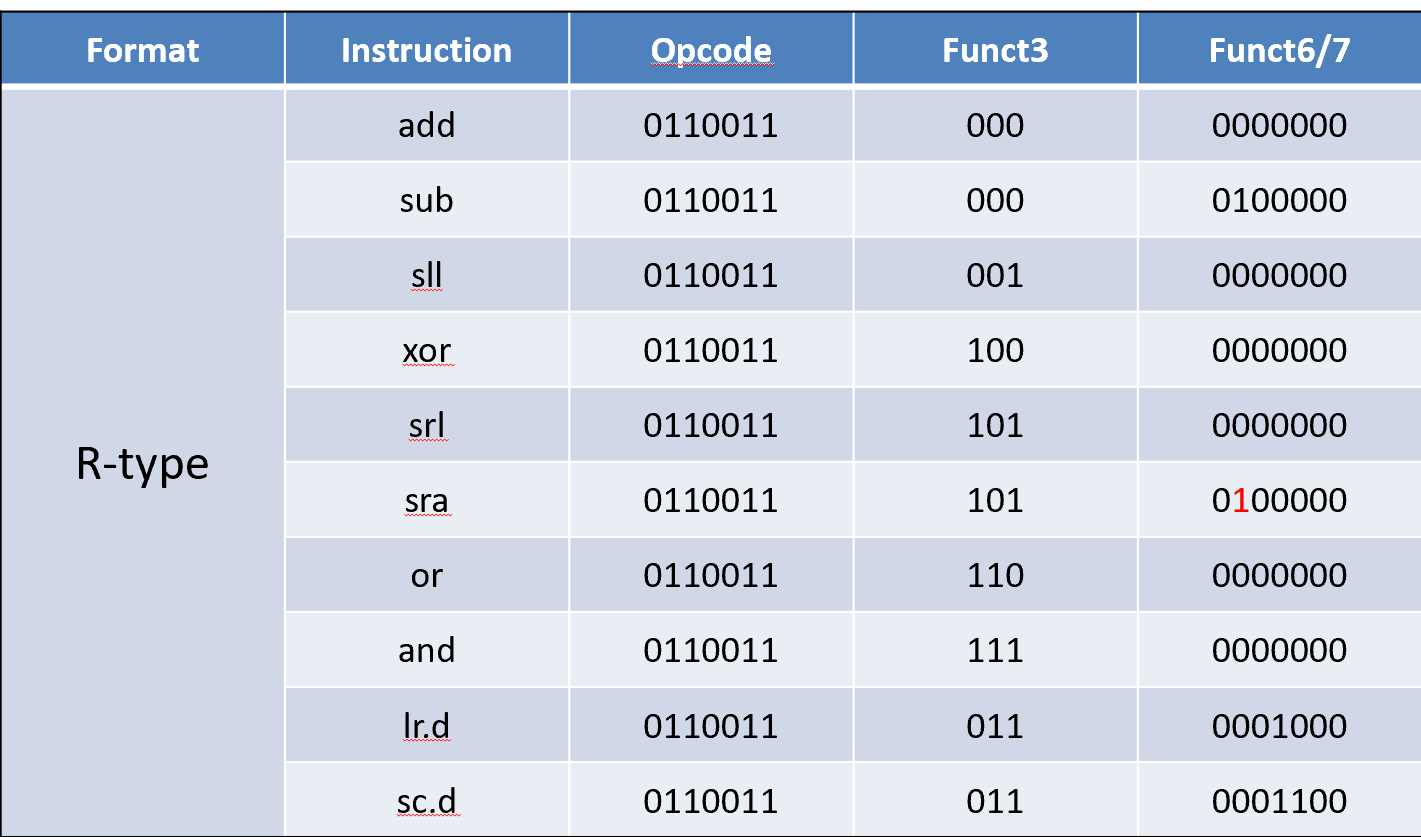 Format Instruction Opcode Funct3 Funct6/7
add 0110011 000 0000000
sub 0110011 000 0100000
sll 0110011 001 0000000
xor 0110011 100 0000000
srl 0110011 101 0000000
R-type
sra 0110011 101 0100000
or 0110011 110 0000000
and 0110011 111 0000000
lr.d 0110011 011 0001000
sc.d 0110011 011 0001100